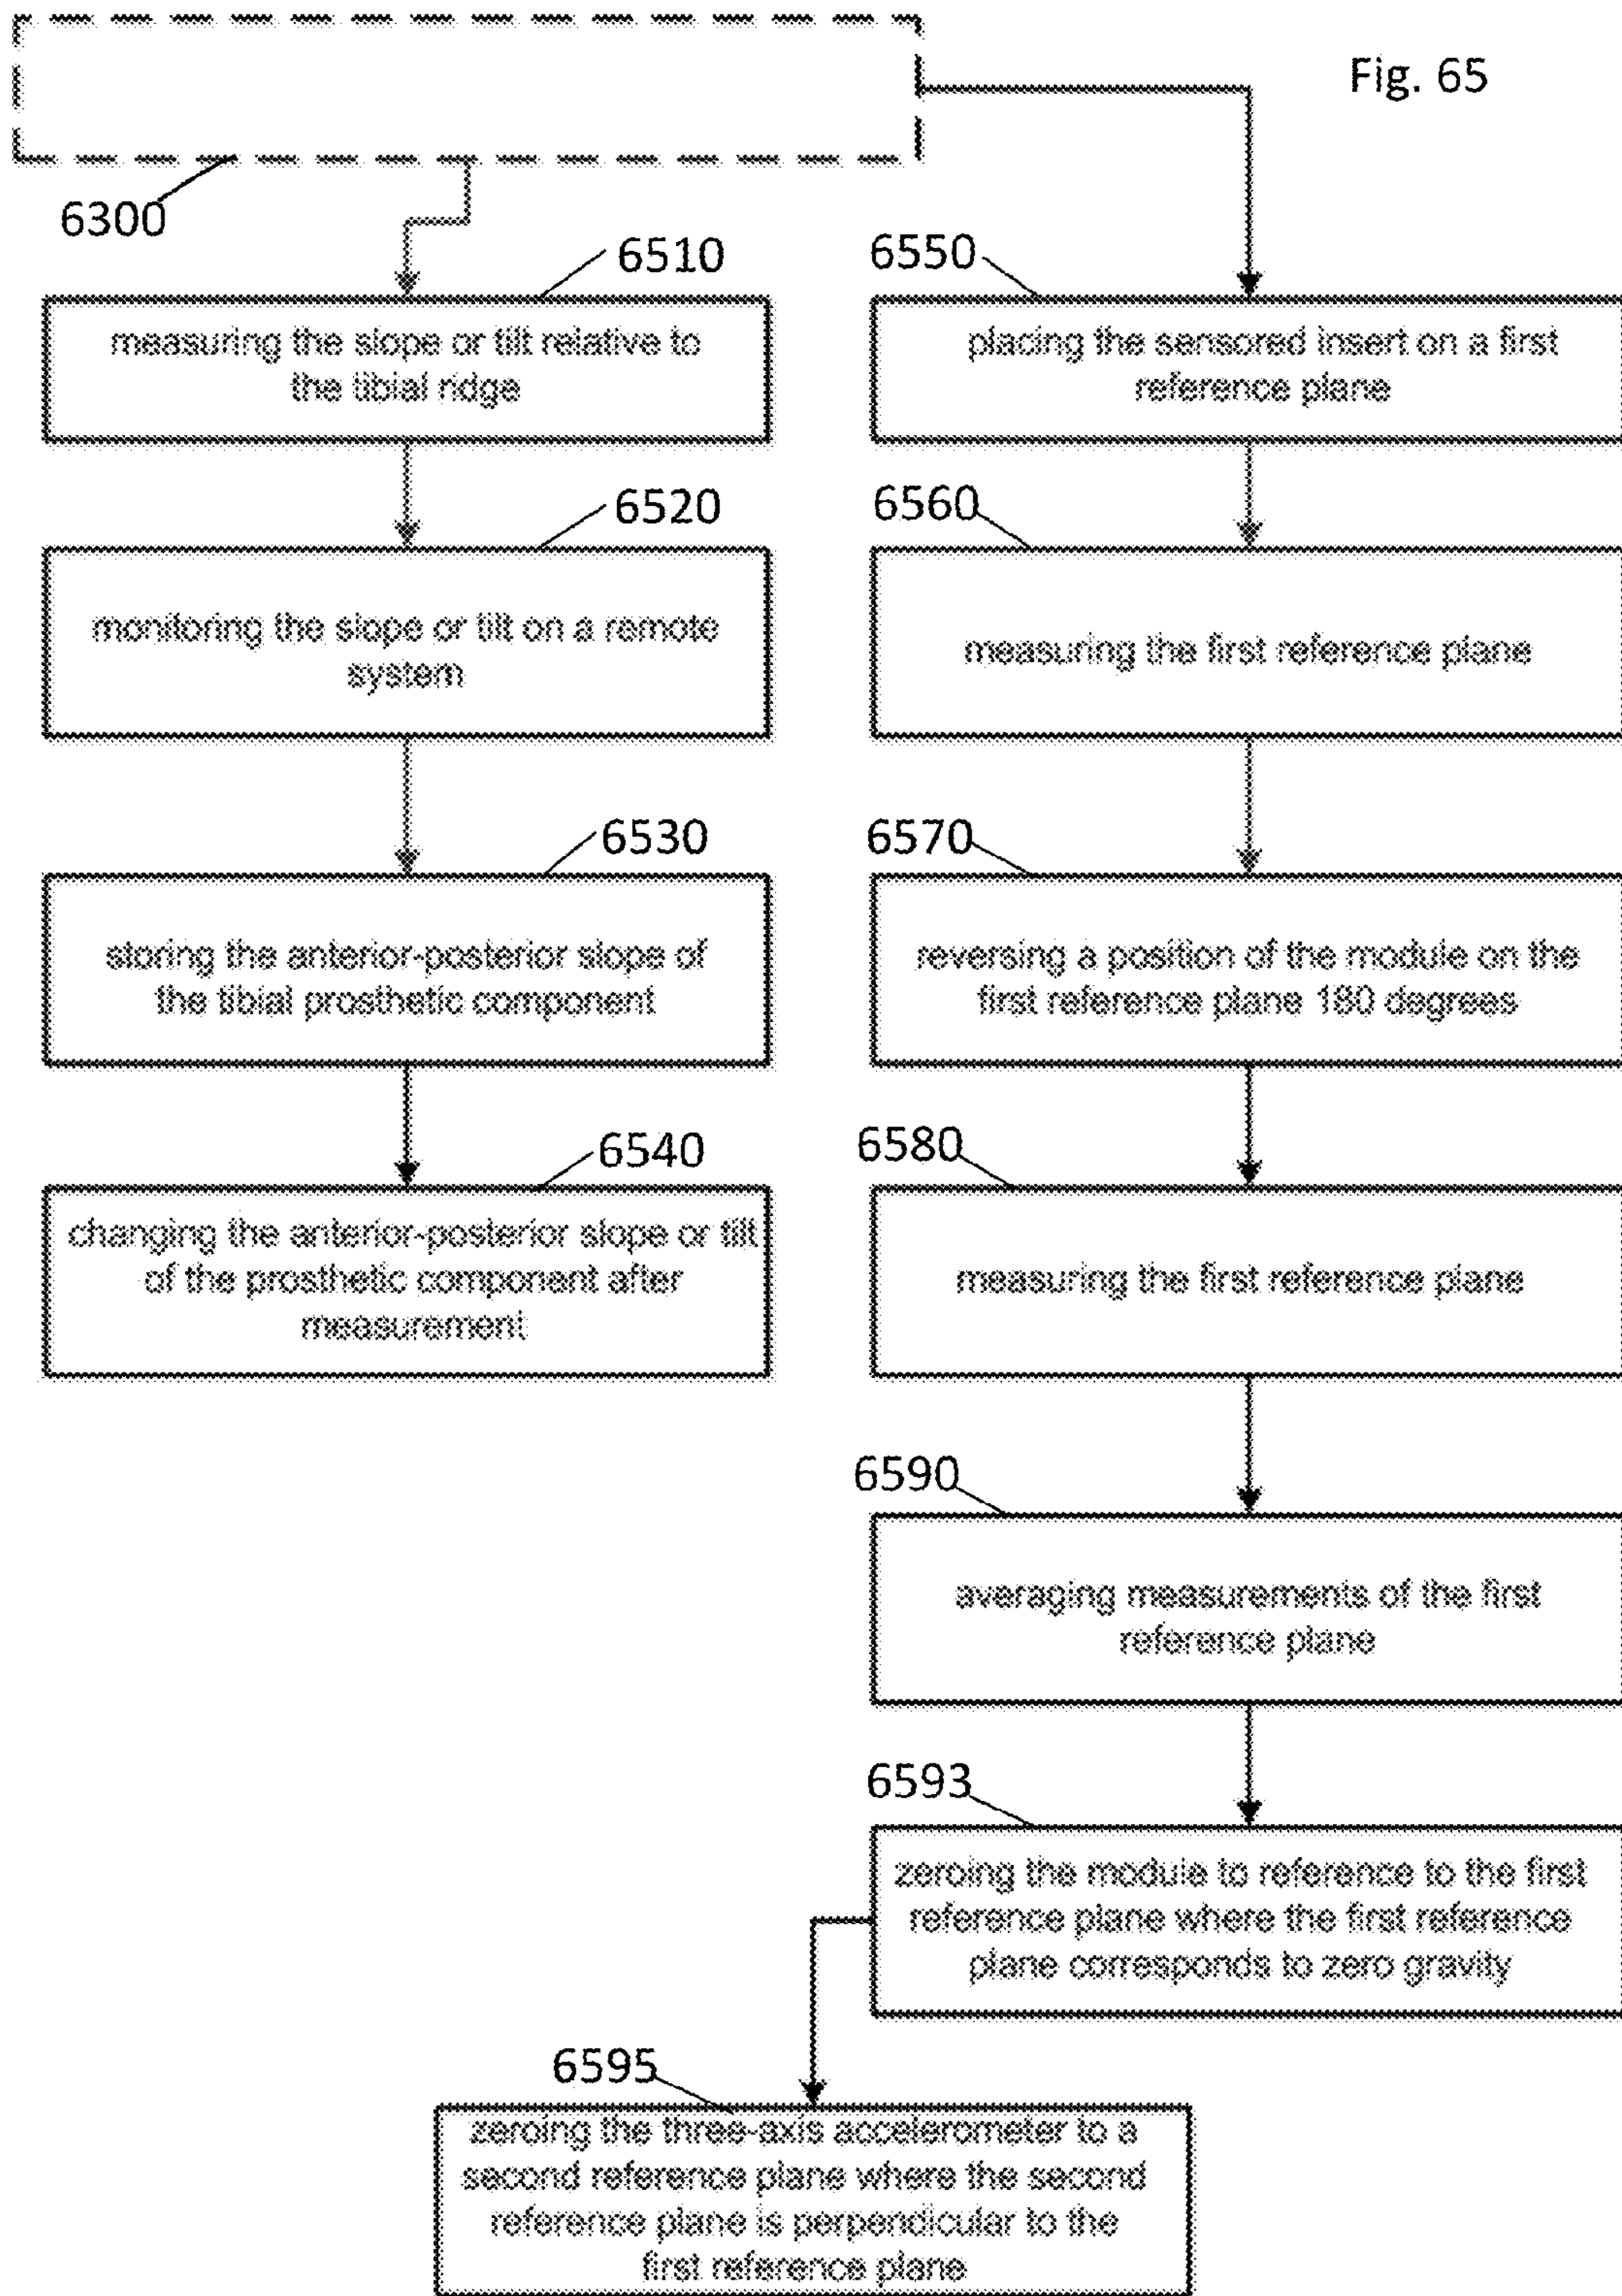 Fig. 65
6300
6510
measuring the slope or tilt relative to
the tibial ridge
6520
monitoring the slope or tilt on a remote
system
6530
storing the anterior-posterior slope of
the tibial prosthetic component
6540
changing the anterior-posterior slope or tilt
of the prosthetic component after
measurement
6550
placing the sensored insert on a first
reference plane
6560
measuring the first reference plane
6570
reversing a position of the module on the
first reference plane 180 degrees
6580
measuring the first reference plane
6590
averaging measurements of the first
reference plane
6593
zeroing the module to reference to the first
reference plane where the first reference
plane corresponds to zero gravity
6595
zeroing the three-axis accelerometer to a
second reference plane where the second
reference plane is perpendicular to the
first reference plane